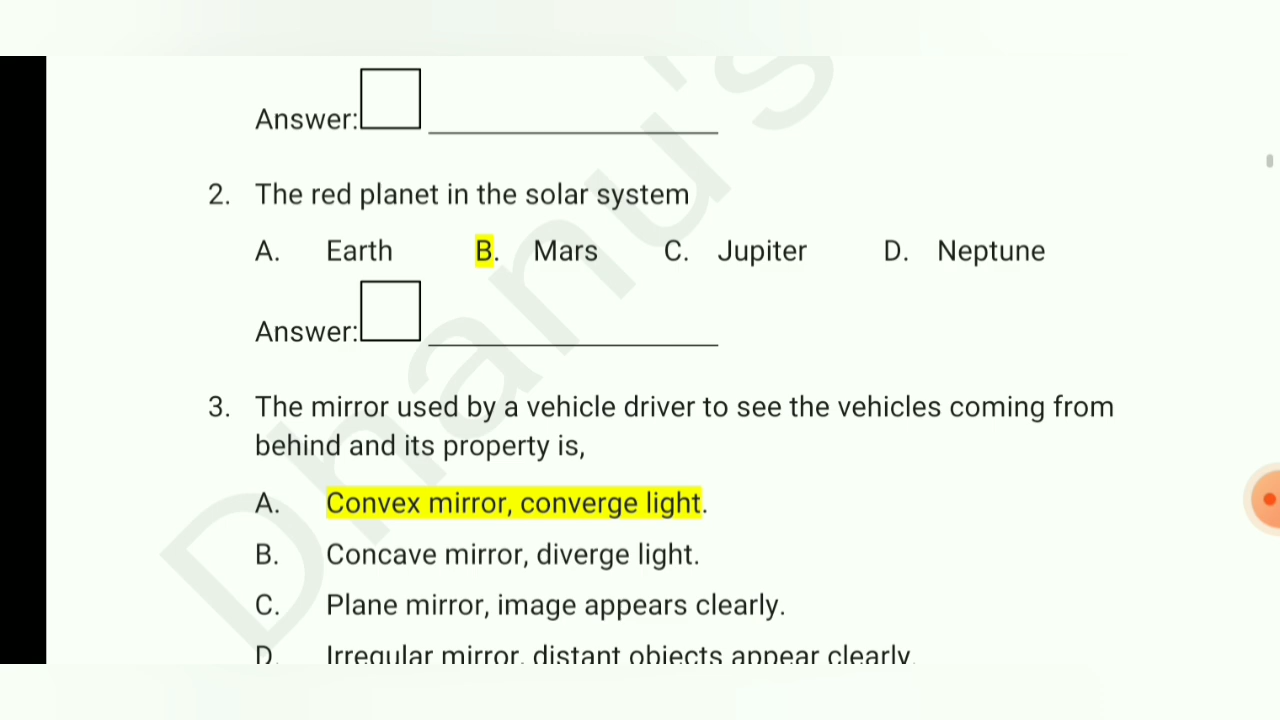 Answer:
2. The red planet in the solar system
A. Earth B. Mars C. Jupiter D. Neptune
Answer:
3. The mirror used by a vehicle driver to see the vehicles coming from
behind and its property is,
A. Convex mirror, converge light.
B. Concave mirror, diverge light.
C. Plane mirror, image appears clearly.
D. Irregular mirror, distant objects appear clearly.
Dhanu's